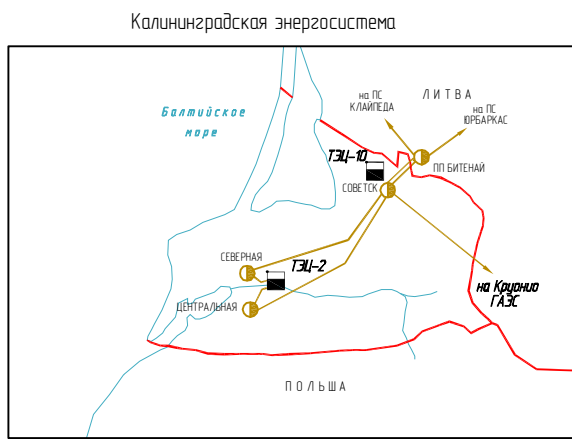 Калининградская энергосистема
Балтийское
море
на ПС
КЛАЙПЕДА
ЛИТВА
на ПС
ЮРБАРКАС
ТЭЦ-10
ПП БИТЕНАЙ
СОВЕТСК
СЕВЕРНАЯ
ТЭЦ-2
на Круонио
ГАЭС
ЦЕНТРАЛЬНАЯ
ПОЛЬША